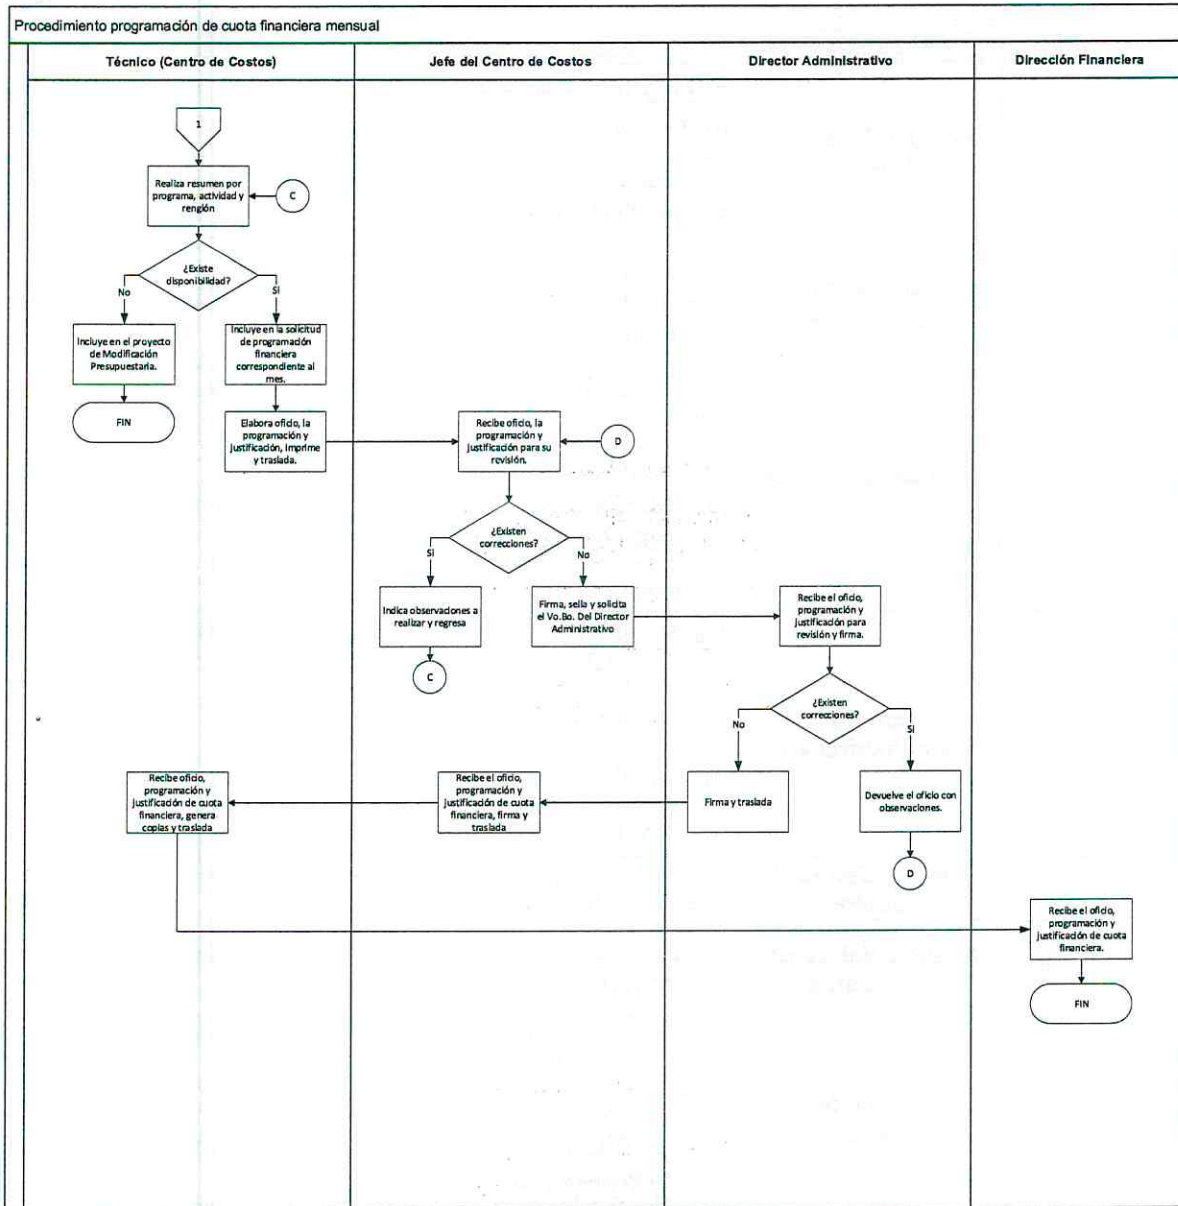 Procedimiento programación de cuota financiera mensual
Técnico (Centro de Costos)
Jefe del Centro de Costos
Director Administrativo
Dirección Financiera
1
Realiza resumen por
programa, actividad y
renglón
C
¿Existe
disponibilidad?
No
Si
Incluye en el proyecto
de Modificación
Presupuestaria.
Incluye en la solicitud
de programación
financiera
correspondiente al
mes.
FIN
Elabora oficio, la
programación y
justificación, imprime
y traslada.
Recibe oficio, la
programación y
justificación para su
revisión.
D
¿Existen
correcciones?
Si
No
Indica observaciones a
realizar y regresa
Firma, sella y solicita
el Vo.Bo. Del Director
Administrativo
Recibe el oficio,
programación y
justificación para
revisión y firma.
C
¿Existen
correcciones?
No
Si
Recibe oficio,
programación y
justificación de cuota
financiera, genera
copias y traslada
Recibe el oficio,
programación y
justificación de cuota
financiera, firma y
traslada
Firma y traslada
Devuelve el oficio con
observaciones.
D
Recibe el oficio,
programación y
justificación de cuota
financiera.
FIN